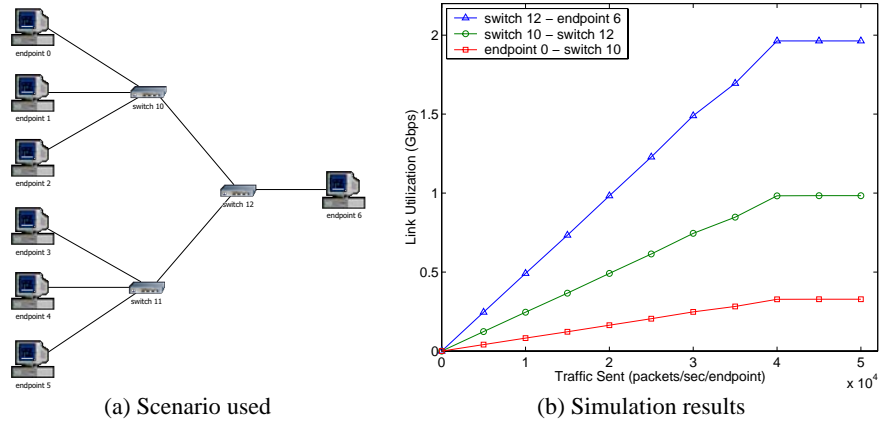 endpoint 0
endpoint 1
endpoint 2
endpoint 3
endpoint 4
endpoint 5
switch 10
switch 11
switch 12
endpoint 6
(a) Scenario used
switch 12 – endpoint 6
switch 10 – switch 12
endpoint 0 – switch 10
Link Utilization (Gbps)
2
1.5
1
0.5
0
0 1 2 3 4 5
x 10⁴
Traffic Sent (packets/sec/endpoint)
(b) Simulation results